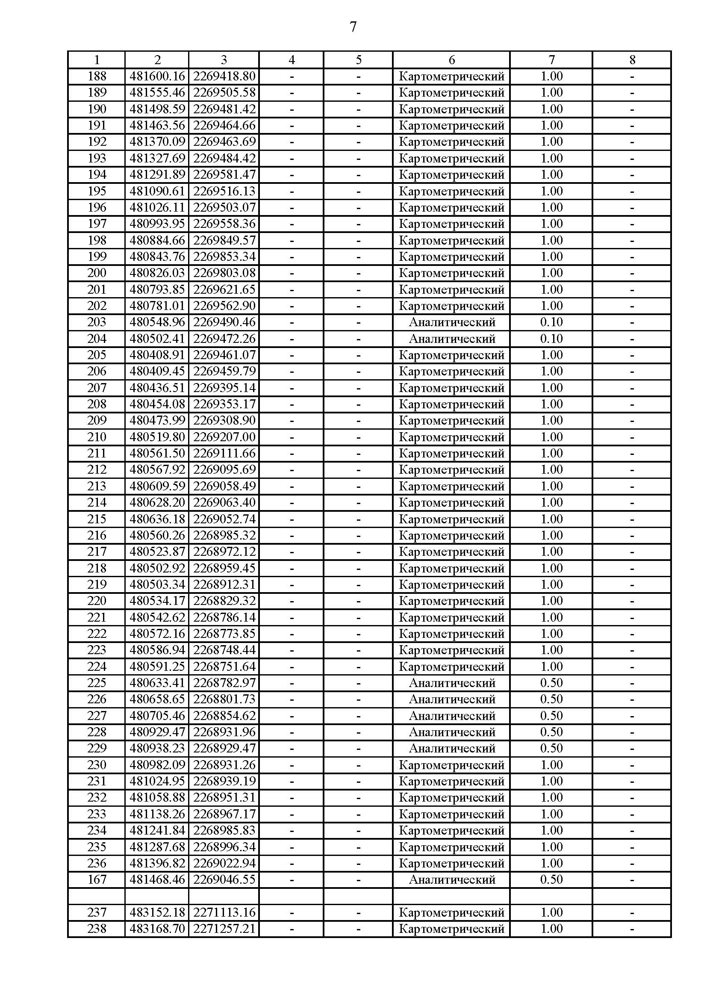 7
1 2 3 4 5 6 7 8
188 481600.16 2269418.80 - - Картометрический 1.00 -
189 481555.46 2269505.58 - - Картометрический 1.00 -
190 481498.59 2269481.42 - - Картометрический 1.00 -
191 481463.56 2269464.66 - - Картометрический 1.00 -
192 481370.09 2269463.69 - - Картометрический 1.00 -
193 481327.69 2269484.42 - - Картометрический 1.00 -
194 481291.89 2269581.47 - - Картометрический 1.00 -
195 481090.61 2269516.13 - - Картометрический 1.00 -
196 481026.11 2269503.07 - - Картометрический 1.00 -
197 480993.95 2269558.36 - - Картометрический 1.00 -
198 480884.66 2269849.57 - - Картометрический 1.00 -
199 480843.76 2269853.34 - - Картометрический 1.00 -
200 480826.03 2269803.08 - - Картометрический 1.00 -
201 480793.85 2269621.65 - - Картометрический 1.00 -
202 480781.01 2269562.90 - - Картометрический 1.00 -
203 480548.96 2269490.46 - - Аналитический 0.10 -
204 480502.41 2269472.26 - - Аналитический 0.10 -
205 480408.91 2269461.07 - - Картометрический 1.00 -
206 480409.45 2269459.79 - - Картометрический 1.00 -
207 480436.51 2269395.14 - - Картометрический 1.00 -
208 480454.08 2269353.17 - - Картометрический 1.00 -
209 480473.99 2269308.90 - - Картометрический 1.00 -
210 480519.80 2269207.00 - - Картометрический 1.00 -
211 480561.50 2269111.66 - - Картометрический 1.00 -
212 480567.92 2269095.69 - - Картометрический 1.00 -
213 480609.59 2269058.49 - - Картометрический 1.00 -
214 480628.20 2269063.40 - - Картометрический 1.00 -
215 480636.18 2269052.74 - - Картометрический 1.00 -
216 480560.26 2268985.32 - - Картометрический 1.00 -
217 480523.87 2268972.12 - - Картометрический 1.00 -
218 480502.92 2268959.45 - - Картометрический 1.00 -
219 480503.34 2268912.31 - - Картометрический 1.00 -
220 480534.17 2268829.32 - - Картометрический 1.00 -
221 480542.62 2268786.14 - - Картометрический 1.00 -
222 480572.16 2268773.85 - - Картометрический 1.00 -
223 480586.94 2268748.44 - - Картометрический 1.00 -
224 480591.25 2268751.64 - - Картометрический 1.00 -
225 480633.41 2268782.97 - - Аналитический 0.50 -
226 480658.65 2268801.73 - - Аналитический 0.50 -
227 480705.46 2268854.62 - - Аналитический 0.50 -
228 480929.47 2268931.96 - - Аналитический 0.50 -
229 480938.23 2268929.47 - - Аналитический 0.50 -
230 480982.09 2268931.26 - - Картометрический 1.00 -
231 481024.95 2268939.19 - - Картометрический 1.00 -
232 481058.88 2268951.31 - - Картометрический 1.00 -
233 481138.26 2268967.17 - - Картометрический 1.00 -
234 481241.84 2268985.83 - - Картометрический 1.00 -
235 481287.68 2268996.34 - - Картометрический 1.00 -
236 481396.82 2269022.94 - - Картометрический 1.00 -
167 481468.46 2269046.55 - - Аналитический 0.50 -
237 483152.18 2271113.16 - - Картометрический 1.00 -
238 483168.70 2271257.21 - - Картометрический 1.00 -